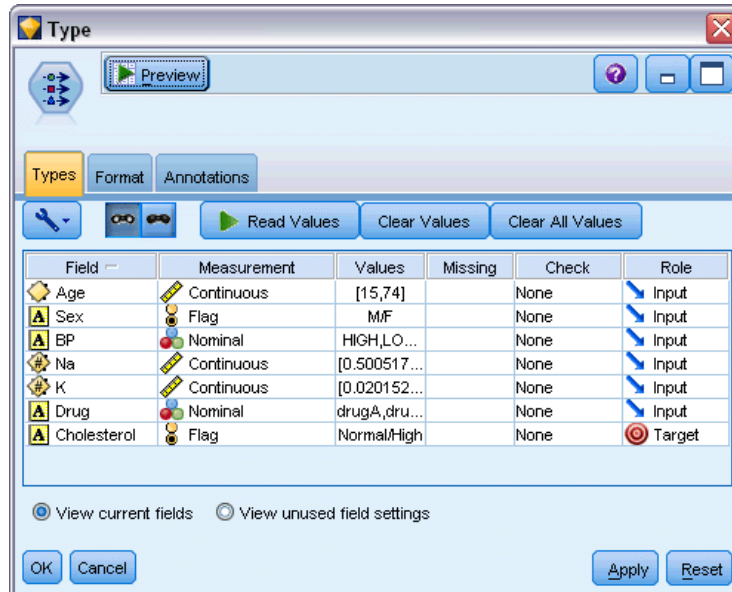 Type
Preview
Types Format Annotations
Read Values Clear Values Clear All Values
Field Measurement Values Missing Check Role
Age Continuous [15,74] None Input
A Sex Flag M/F None Input
A BP Nominal HIGH,LO... None Input
# Na Continuous [0.500517... None Input
# K Continuous [0.020152... None Input
A Drug Nominal drugA,dru... None Input
A Cholesterol Flag Normal/High None Target
View current fields View unused field settings
OK Cancel Apply Reset